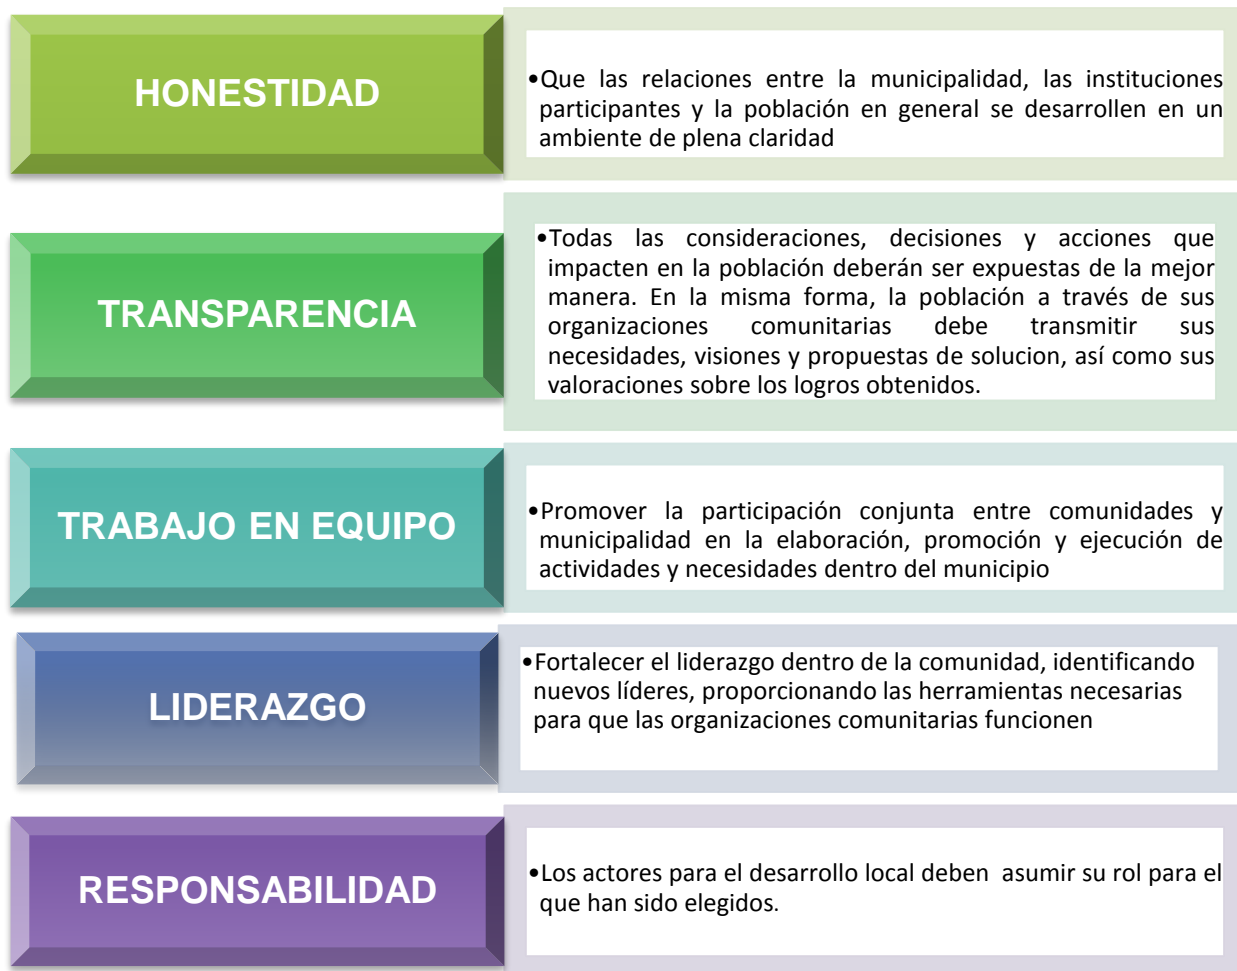 HONESTIDAD
•Que las relaciones entre la municipalidad, las instituciones
participantes y la población en general se desarrollen en un
ambiente de plena claridad
TRANSPARENCIA
•Todas las consideraciones, decisiones y acciones que
impacten en la población deberán ser expuestas de la mejor
manera. En la misma forma, la población a través de sus
organizaciones comunitarias debe transmitir sus
necesidades, visiones y propuestas de solucion, así como sus
valoraciones sobre los logros obtenidos.
TRABAJO EN EQUIPO
•Promover la participación conjunta entre comunidades y
municipalidad en la elaboración, promoción y ejecución de
actividades y necesidades dentro del municipio
LIDERAZGO
•Fortalecer el liderazgo dentro de la comunidad, identificando
nuevos líderes, proporcionando las herramientas necesarias
para que las organizaciones comunitarias funcionen
RESPONSABILIDAD
•Los actores para el desarrollo local deben asumir su rol para el
que han sido elegidos.